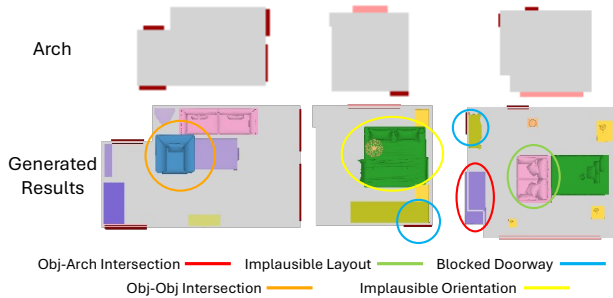 Arch
Generated
Results
Obj-Arch Intersection
Implausible Layout
Blocked Doorway
Obj-Obj Intersection
Implausible Orientation